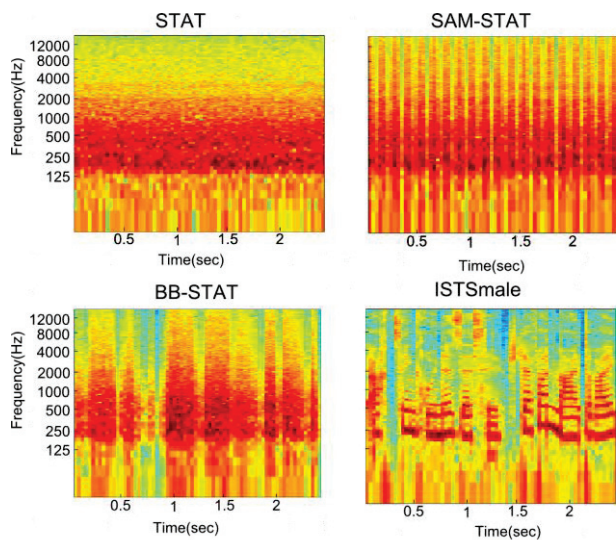 STAT
SAM-STAT
Frequency(Hz)
12000
8000
4000
2000
1000
500
250
125
0.5 1 1.5 2
0.5 1 1.5 2
Time(sec)
Time(sec)
BB-STAT
ISTSmale
Frequency(Hz)
12000
8000
4000
2000
1000
500
250
125
0.5 1 1.5 2
0.5 1 1.5 2
Time(sec)
Time(sec)